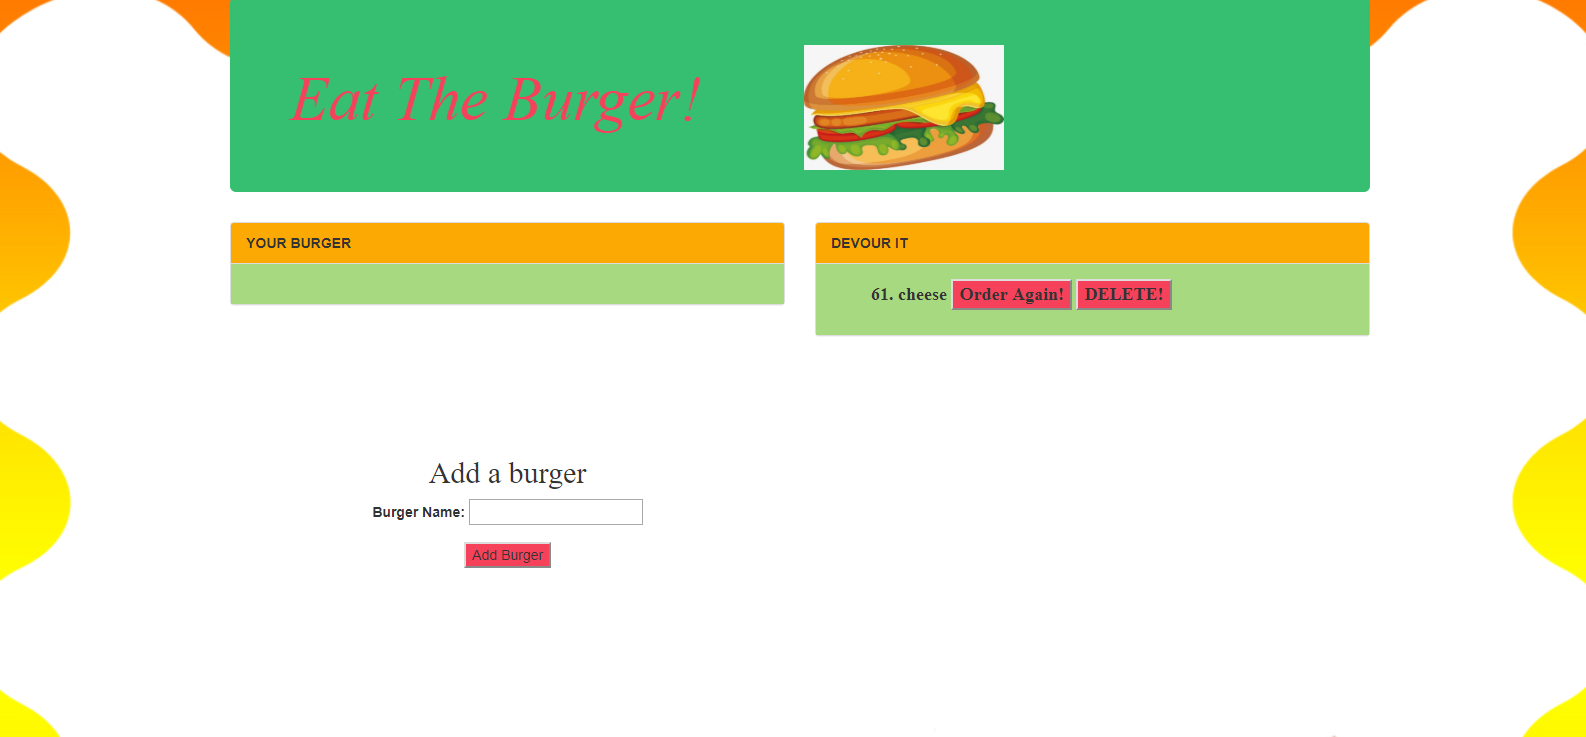 Eat The Burger!
YOUR BURGER
DEVOUR IT
61. cheese Order Again! DELETE!
Add a burger
Burger Name:
Add Burger